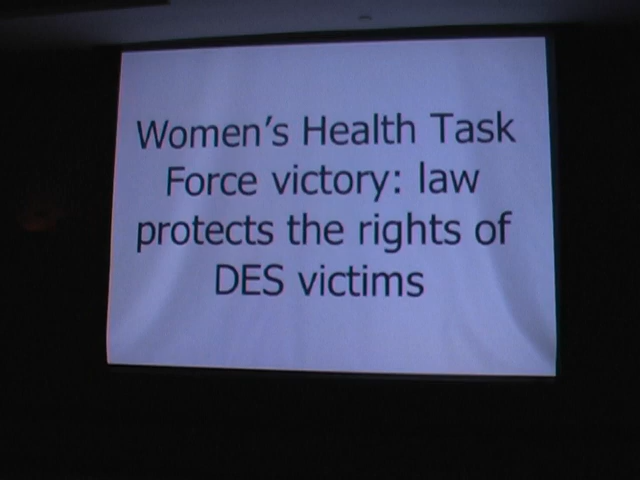 Women's Health Task
Force victory: law
protects the rights of
DES victims